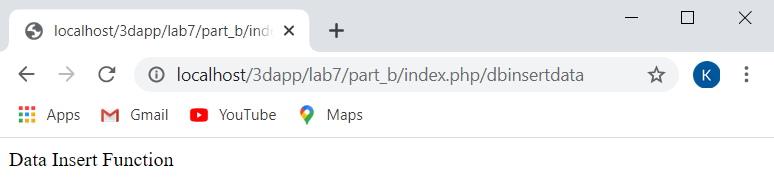 localhost/3dapp/lab7/part_b/inde
localhost/3dapp/lab7/part_b/index.php/dbinsertdata
K
Apps
Gmail
YouTube
Maps
Data Insert Function